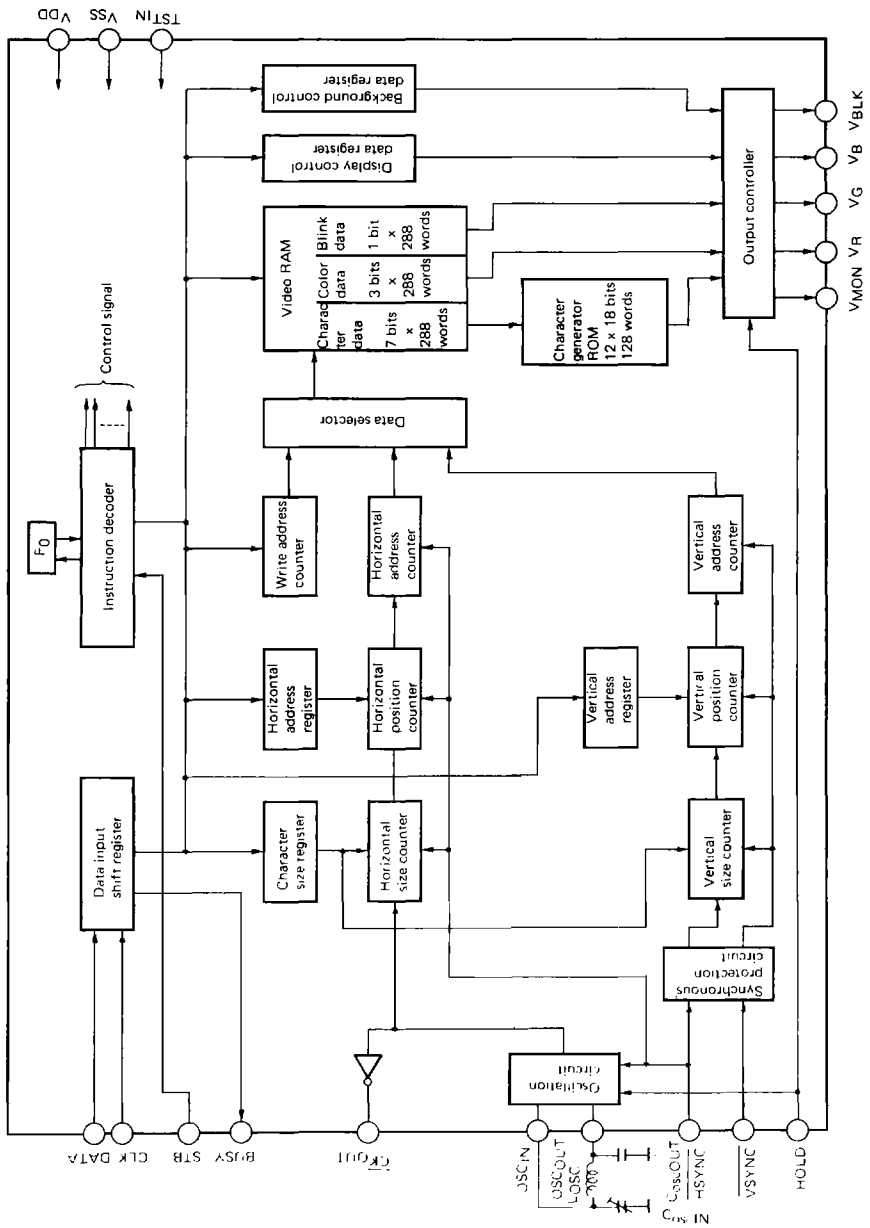 DATA
CLK
STB
BUSY
CKOUT
OSCIN
OSCOUT
LOSC
COSCOUT
HSYNC
VSYNC
HOLD
Data input
shift register
Instruction decoder
F0
Control signal
VDD
VSS
TSTIN
Character
size register
Horizontal
address
register
Write address
counter
Horizontal
size counter
Horizontal
position
counter
Horizontal
address
counter
Data selector
Video RAM
Charac
ter
data
7 bits
×
288
words
Color
data
3 bits
×
288
words
Blink
data
1 bit
×
288
words
Display control
data register
Background control
data register
Character
generator
ROM
12 x 18 bits
128 words
Oscillation
circuit
Synchronous
protection
circuit
Vertical
address
register
Vertical
size counter
Vertical
position
counter
Vertical
address
counter
Output controller
VMON
VR
VG
VB
VBLK